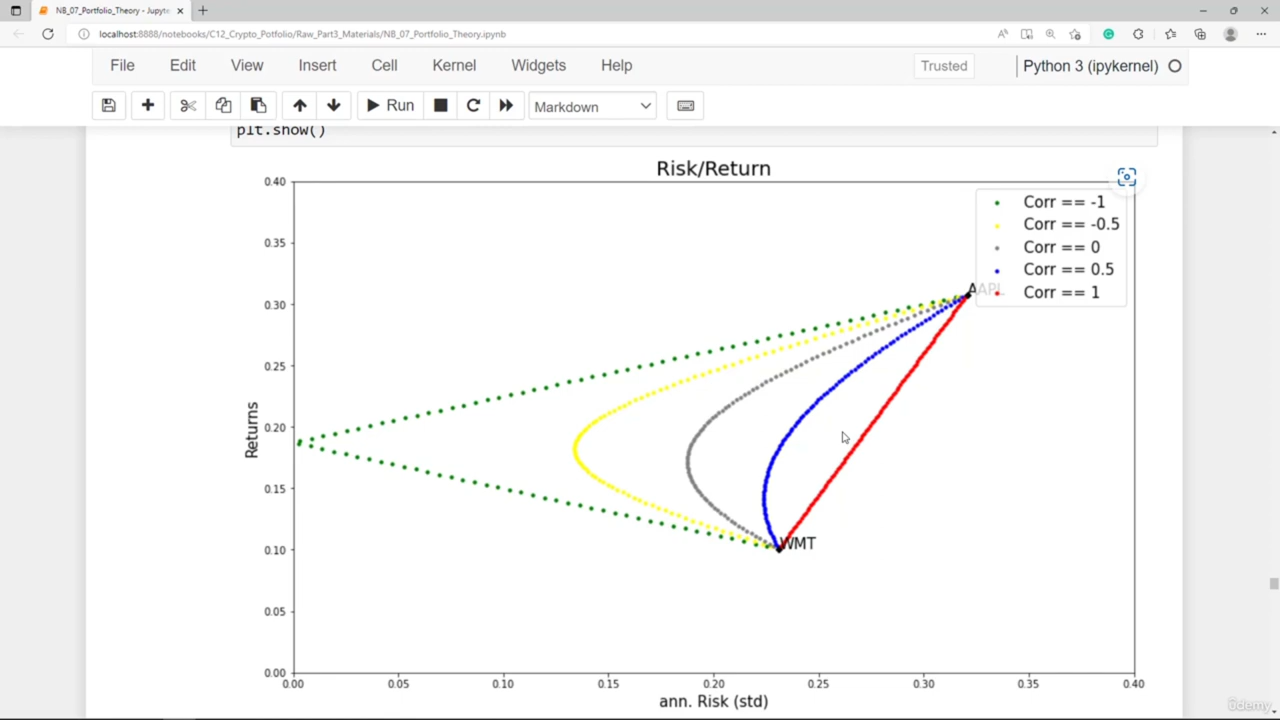 NB_07_Portfolio_Theory - Jupyte
localhost:8888/notebooks/C12_Crypto_Potfolio/Raw_Part3_Materials/NB_07_Portfolio_Theory.ipynb
File Edit View Insert Cell Kernel Widgets Help Trusted Python 3 (ipykernel)
Run Markdown
plt.show()
Risk/Return
0.40
0.35
0.30
0.25
0.20
0.15
0.10
0.05
0.00
Returns
Corr == -1
Corr == -0.5
Corr == 0
Corr == 0.5
Corr == 1
AAPL
WMT
0.00 0.05 0.10 0.15 0.20 0.25 0.30 0.35 0.40
ann. Risk (std)
ûdemy